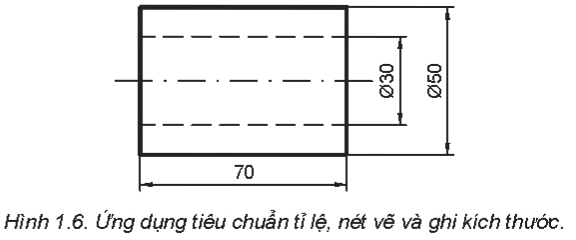 Ø30
Ø50
70
Hình 1.6. Ứng dụng tiêu chuẩn tỉ lệ, nét vẽ và ghi kích thước.